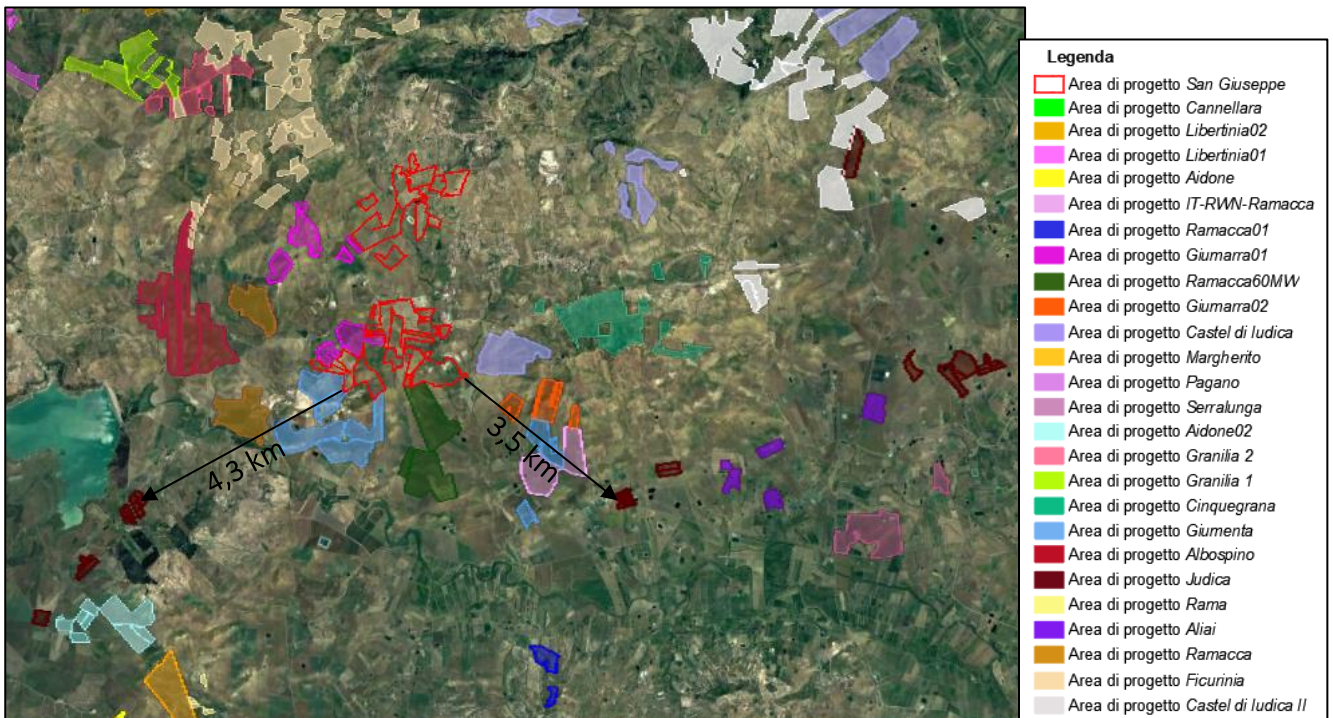 Legenda
Area di progetto San Giuseppe
Area di progetto Cannellara
Area di progetto Libertinia02
Area di progetto Libertinia01
Area di progetto Aidone
Area di progetto IT-RWN-Ramacca
Area di progetto Ramacca01
Area di progetto Giumarra01
Area di progetto Ramacca60MW
Area di progetto Giumarra02
Area di progetto Castel di Iudica
Area di progetto Margherito
Area di progetto Pagano
Area di progetto Serralunga
Area di progetto Aidone02
Area di progetto Granilia 2
Area di progetto Granilia 1
Area di progetto Cinquegrana
Area di progetto Giumenta
Area di progetto Albospino
Area di progetto Judica
Area di progetto Rama
Area di progetto Aliai
Area di progetto Ramacca
Area di progetto Ficurinia
Area di progetto Castel di Iudica II
4,3 km
3,5 km